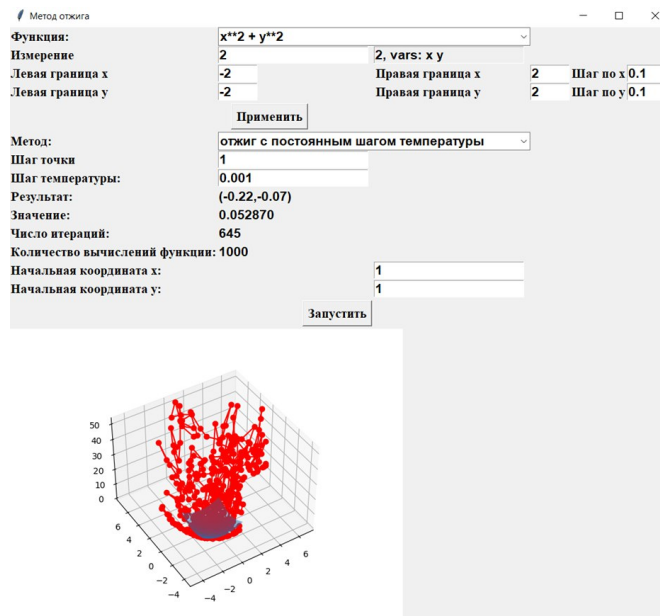 Метод отжига
Функция: x**2 + y**2
Измерение 2 2, vars: x y
Левая граница x -2 Правая граница x 2 Шаг по x 0.1
Левая граница y -2 Правая граница y 2 Шаг по y 0.1
Применить
Метод: отжиг с постоянным шагом температуры
Шаг точки 1
Шаг температуры: 0.001
Результат: (-0.22,-0.07)
Значение: 0.052870
Число итераций: 645
Количество вычислений функции: 1000
Начальная координата x: 1
Начальная координата y: 1
Запустить
50
40
30
20
10
0
6
4
2
0
−2
−4
−4
−2
0
2
4
6